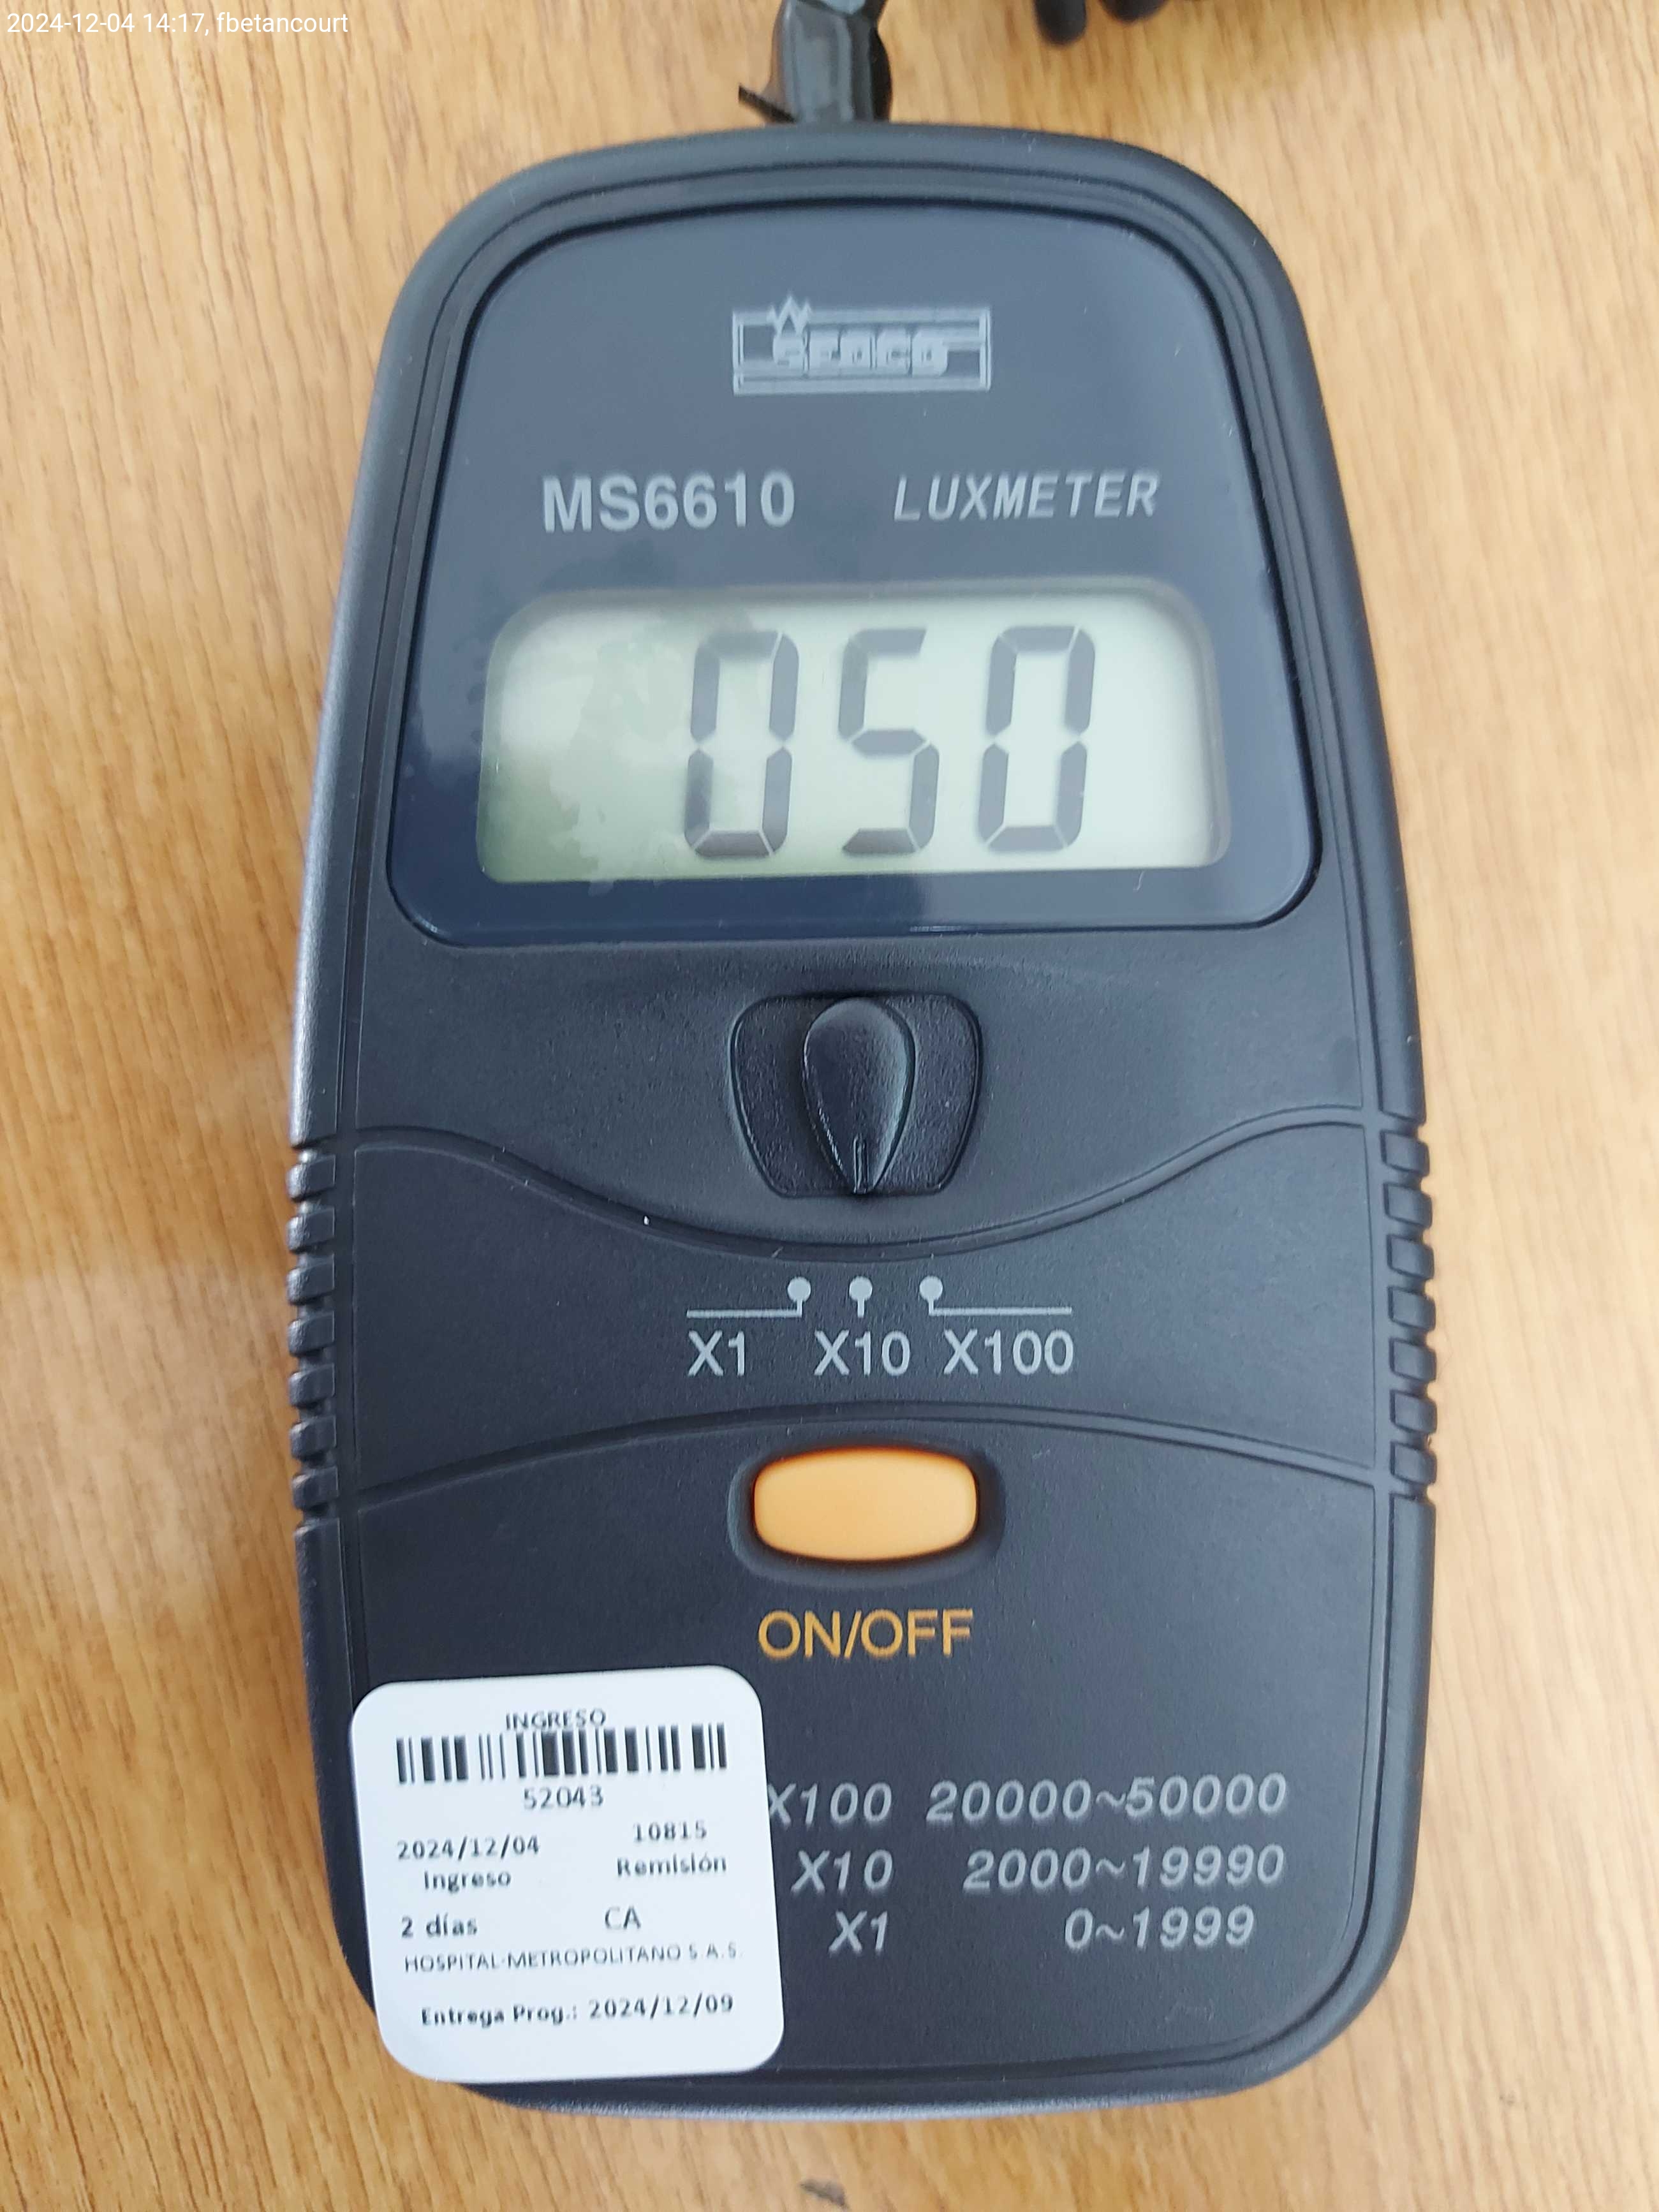 2024-12-04 14:17, fbetancourt
MS6610 LUXMETER
050
X1 X10 X100
ON/OFF
INGRESO
52043
2024/12/04 10815
Ingreso Remisión
2 días CA
HOSPITAL-METROPOLITANO S.A.S.
Entrega Prog.: 2024/12/09
X100 20000~50000
X10 2000~19990
X1 0~1999